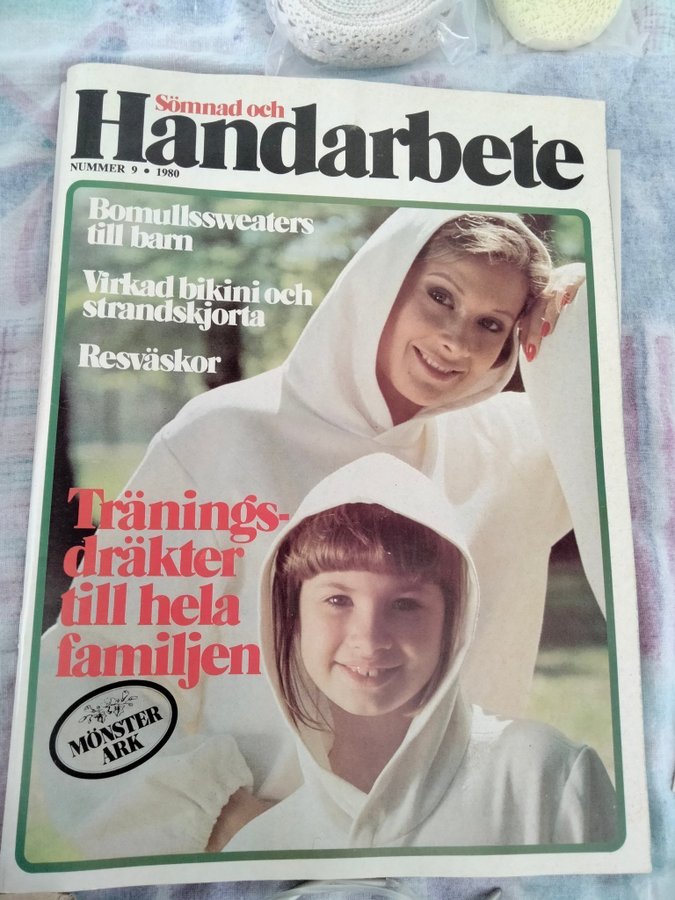 Sömnad och
Handarbete
NUMMER 9 • 1980
Bomullssweaters
till barn
Virkad bikini och
strandskjorta
Resväskor
Tränings-
dräkter
till hela
familjen
MÖNSTER
ARK